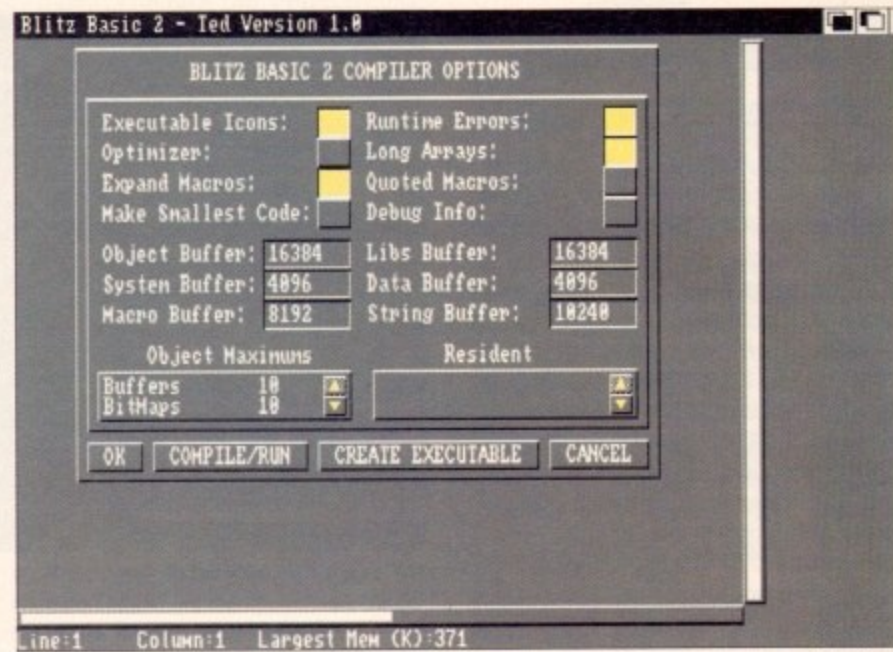 Blitz Basic 2 - Ted Version 1.0
BLITZ BASIC 2 COMPILER OPTIONS
Executable Icons: Runtime Errors:
Optimizer: Long Arrays:
Expand Macros: Quoted Macros:
Make Smallest Code: Debug Info:
Object Buffer: 16384 Libs Buffer: 16384
System Buffer: 4096 Data Buffer: 4096
Macro Buffer: 8192 String Buffer: 10240
Object Maximums Resident
Buffers 10
BitMaps 10
OK COMPILE/RUN CREATE EXECUTABLE CANCEL
Line:1 Column:1 Largest Mem (K):371